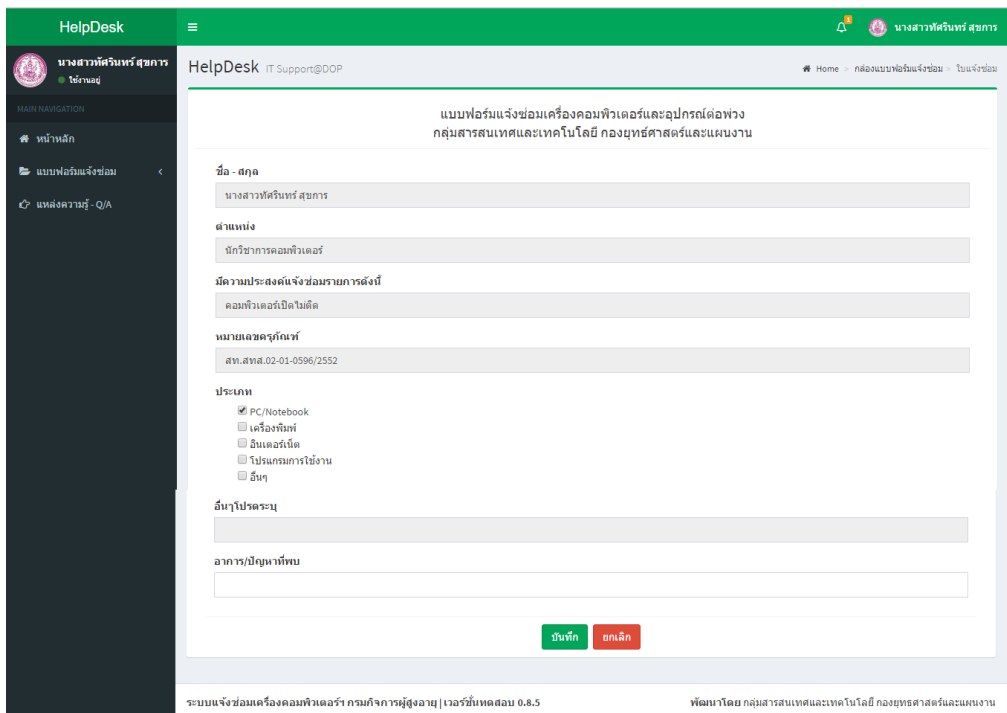 HelpDesk
1
นางสาวทัศรินทร์ สุขการ
นางสาวทัศรินทร์ สุขการ
ใช้งานอยู่
HelpDesk IT Support@DOP
Home > กล่องแบบฟอร์มแจ้งซ่อม > ใบแจ้งซ่อม
MAIN NAVIGATION
หน้าหลัก
แบบฟอร์มแจ้งซ่อม
แหล่งความรู้ - Q/A
แบบฟอร์มแจ้งซ่อมเครื่องคอมพิวเตอร์และอุปกรณ์ต่อพ่วง
กลุ่มสารสนเทศและเทคโนโลยี กองยุทธ์ศาสตร์และแผนงาน
ชื่อ - สกุล
นางสาวทัศรินทร์ สุขการ
ตำแหน่ง
นักวิชาการคอมพิวเตอร์
มีความประสงค์แจ้งซ่อมรายการดังนี้
คอมพิวเตอร์เปิดไม่ติด
หมายเลขครุภัณฑ์
สท.สทส.02-01-0596/2552
ประเภท
PC/Notebook
เครื่องพิมพ์
อินเตอร์เน็ต
โปรแกรมการใช้งาน
อื่นๆ
อื่นๆโปรดระบุ
อาการ/ปัญหาที่พบ
บันทึก
ยกเลิก
ระบบแจ้งซ่อมเครื่องคอมพิวเตอร์ฯ กรมกิจการผู้สูงอายุ | เวอร์ชั่นทดสอบ 0.8.5
พัฒนาโดย กลุ่มสารสนเทศและเทคโนโลยี กองยุทธศาสตร์และแผนงาน